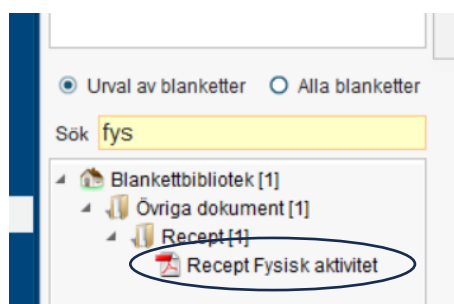 Urval av blanketter Alla blanketter
Sök fys
Blankettbibliotek [1]
Övriga dokument [1]
Recept [1]
Recept Fysisk aktivitet